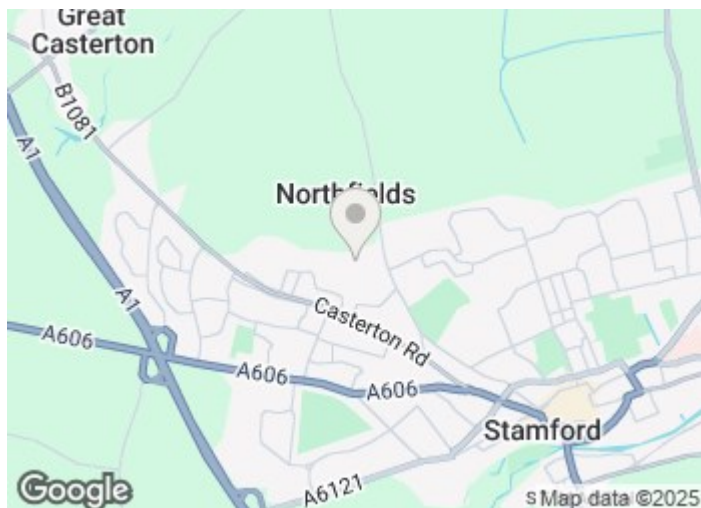 Great
Casterton
B1081
A1
Northfields
A1
Casterton Rd
A606
A606
A606
Stamford
A6121
Google
Map data ©2025